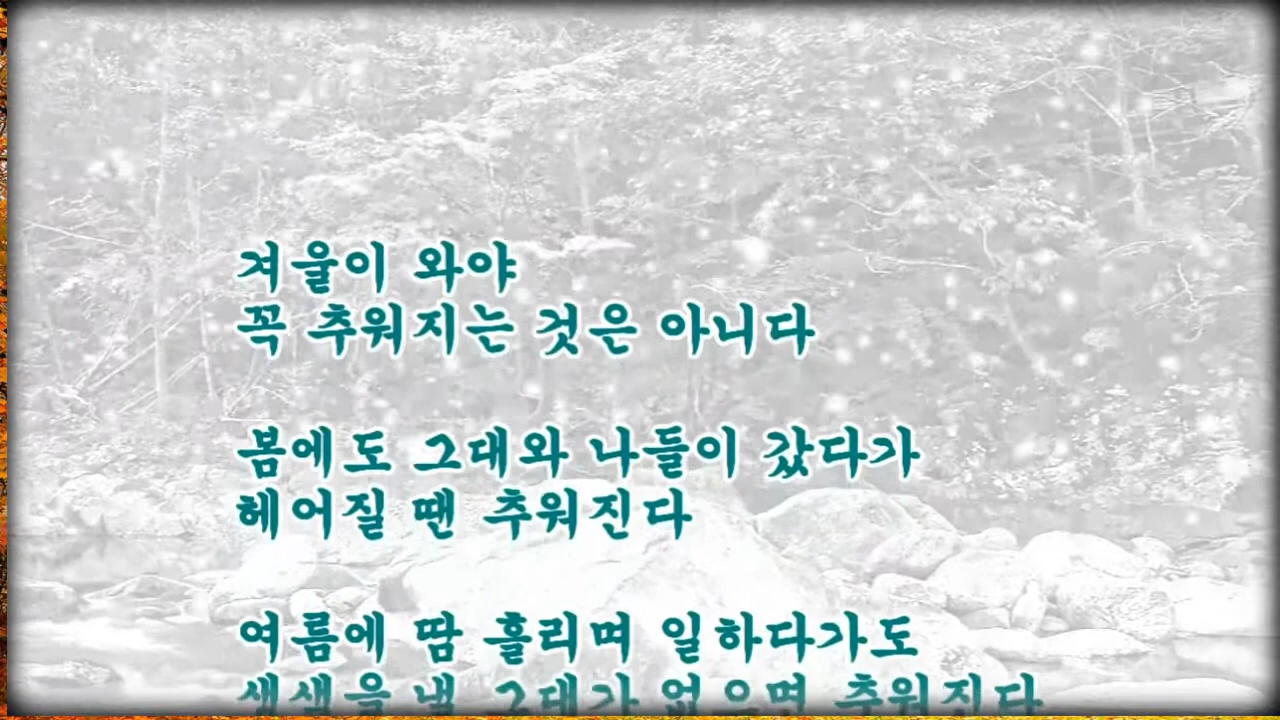 겨울이 와야
꼭 추워지는 것은 아니다
봄에도 그대와 나들이 갔다가
헤어질 땐 추워진다
여름에 땀 흘리며 일하다가도
생색을 낼 그대가 없으면 추워진다